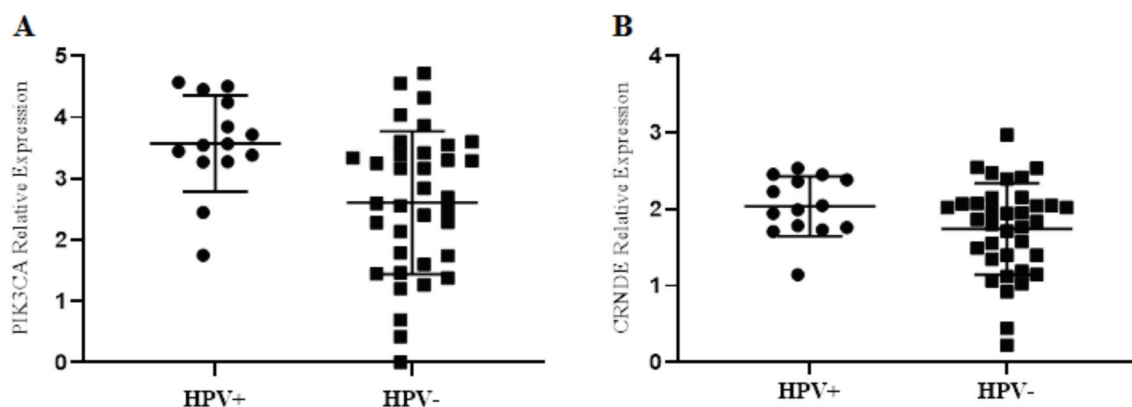 A
PIK3CA Relative Expression
5
4
3
2
1
0
HPV+
HPV-
B
CRNDE Relative Expression
4
3
2
1
0
HPV+
HPV-